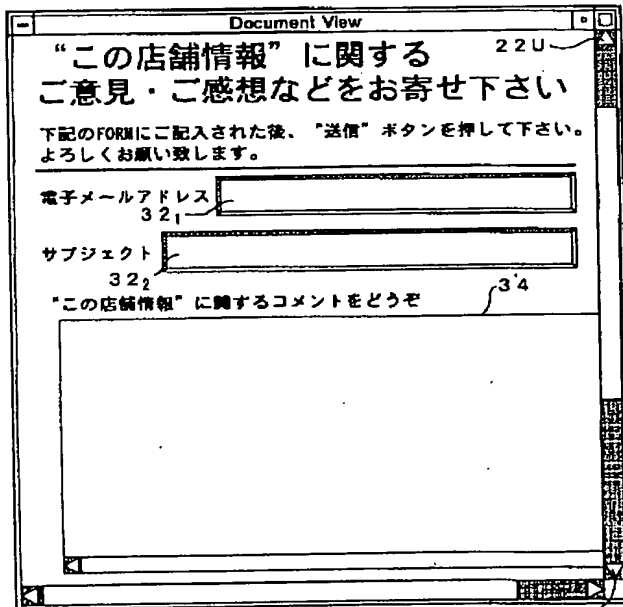 Document View
“この店舗情報”に関する
22U
ご意見・ご感想などをお寄せ下さい
下記のFORMにご記入された後、“送信”ボタンを押して下さい。
よろしくお願い致します。
電子メールアドレス
32₁
サブジェクト
32₂
“この店舗情報”に関するコメントをどうぞ
34